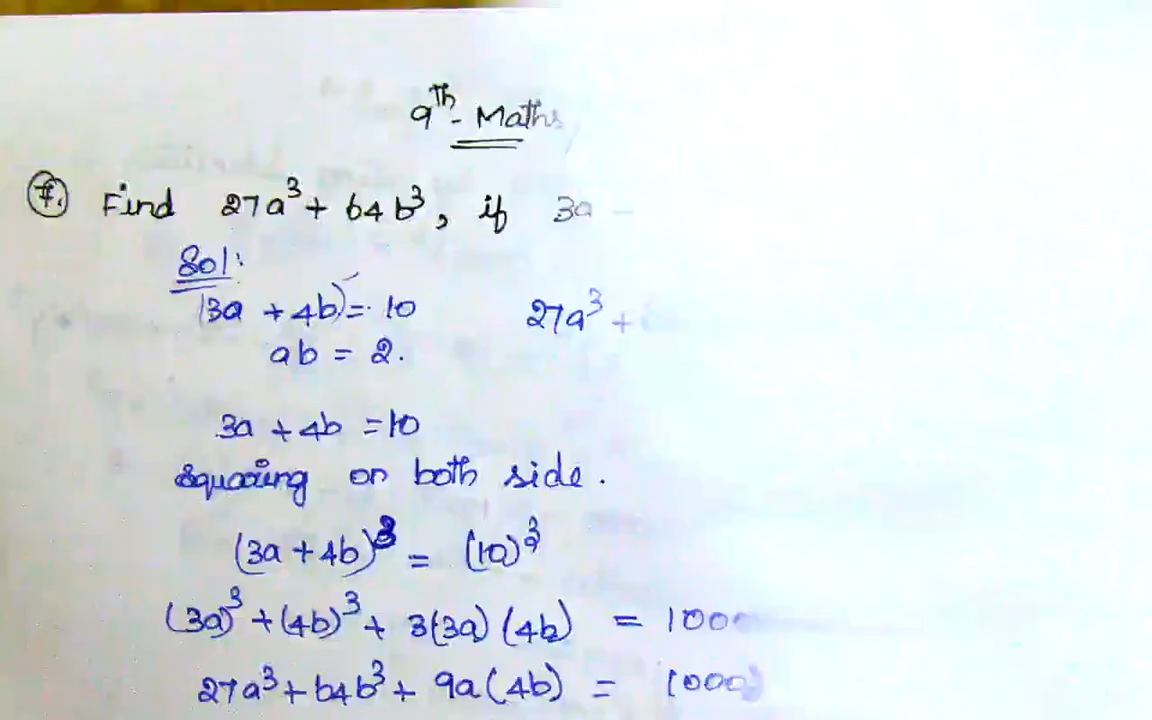 9th - Maths
7. Find 27a³ + 64b³, if 3a -
Sol:
(3a + 4b) = 10 27a³ +
ab = 2.
3a + 4b = 10
Squaring on both side.
(3a + 4b)³ = (10)³
(3a)³ + (4b)³ + 3(3a)(4b) = 1000
27a³ + 64b³ + 9a(4b) = 1000